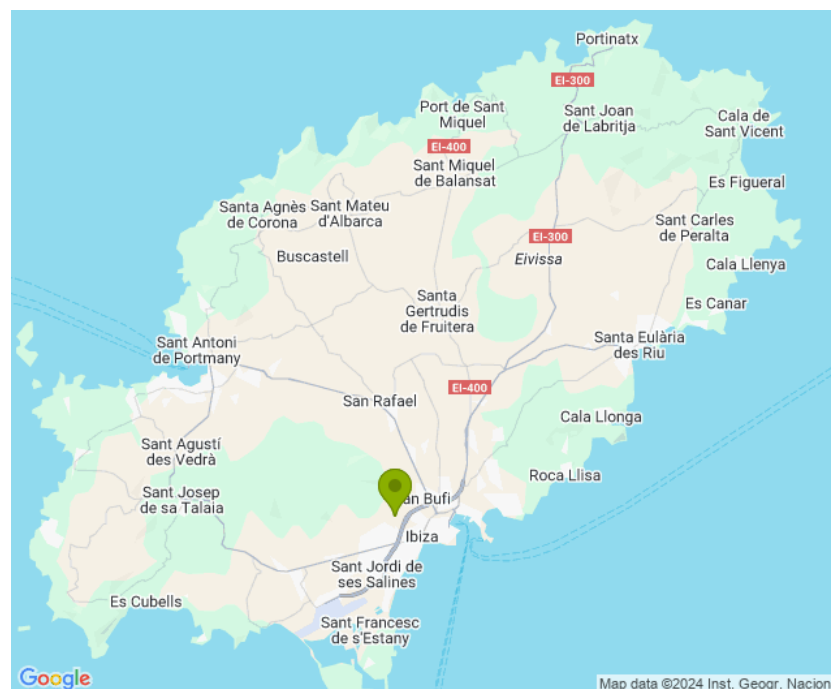 Portinatx
EI-300
Port de Sant
Miquel
Sant Joan
de Labritja
Cala de
Sant Vicent
EI-400
Sant Miquel
de Balansat
Es Figueral
Santa Agnès
de Corona
Sant Mateu
d'Albarca
Sant Carles
de Peralta
EI-300
Buscastell
Eivissa
Cala Llenya
Santa
Gertrudis
de Fruitera
Es Canar
Sant Antoni
de Portmany
Santa Eulària
des Riu
EI-400
San Rafael
Cala Llonga
Sant Agustí
des Vedrà
Roca Llisa
Sant Josep
de sa Talaia
Bufi
Ibiza
Sant Jordi de
ses Salines
Es Cubells
Sant Francesc
de s'Estany
Google
Map data ©2024 Inst. Geogr. Nacion